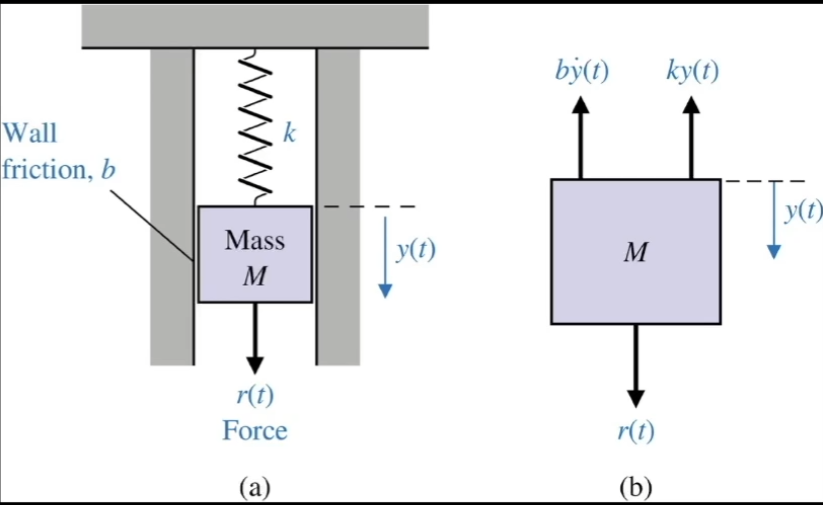 Wall
friction, b
k
Mass
M
y(t)
r(t)
Force
(a)
bẏ(t)
ky(t)
y(t)
M
r(t)
(b)